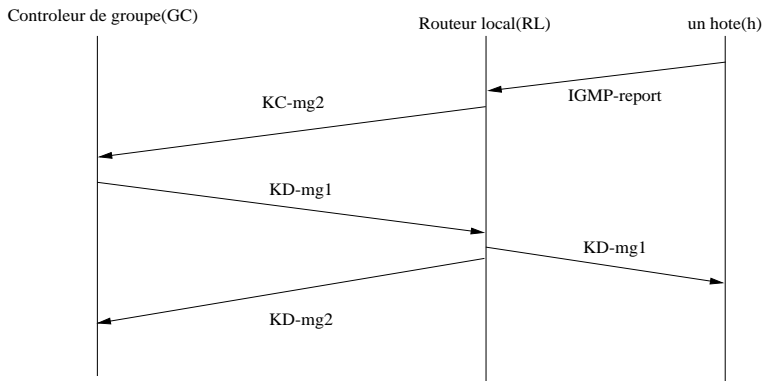 Controleur de groupe(GC)
Routeur local(RL)
un hote(h)
IGMP-report
KC-mg2
KD-mg1
KD-mg1
KD-mg2